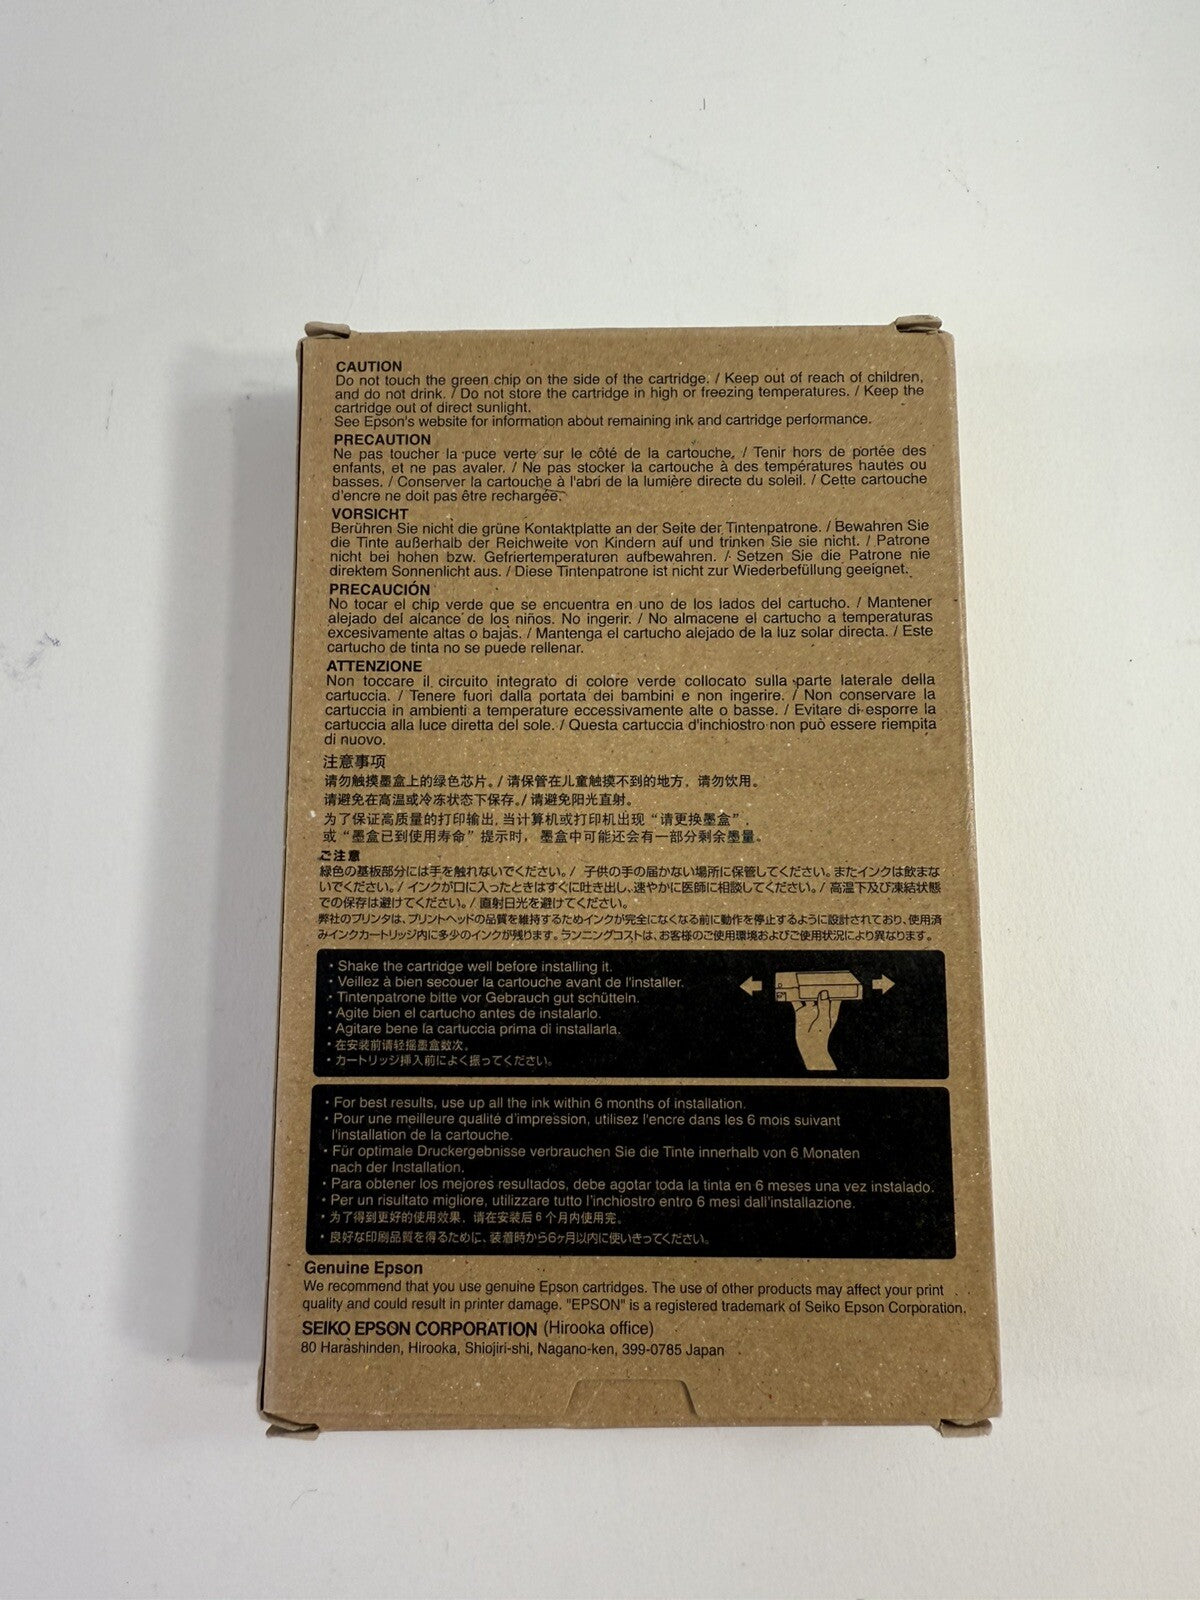 CAUTION
Do not touch the green chip on the side of the cartridge. / Keep out of reach of children,
and do not drink. / Do not store the cartridge in high or freezing temperatures. / Keep the
cartridge out of direct sunlight.
See Epson's website for information about remaining ink and cartridge performance.
PRECAUTION
Ne pas toucher la puce verte sur le côté de la cartouche. / Tenir hors de portée des
enfants, et ne pas avaler. / Ne pas stocker la cartouche à des températures hautes ou
basses. / Conserver la cartouche à l'abri de la lumière directe du soleil. / Cette cartouche
d'encre ne doit pas être rechargée.
VORSICHT
Berühren Sie nicht die grüne Kontaktplatte an der Seite der Tintenpatrone. / Bewahren Sie
die Tinte außerhalb der Reichweite von Kindern auf und trinken Sie sie nicht. / Patrone
nicht bei hohen bzw. Gefriertemperaturen aufbewahren. / Setzen Sie die Patrone nie
direktem Sonnenlicht aus. / Diese Tintenpatrone ist nicht zur Wiederbefüllung geeignet.
PRECAUCIÓN
No tocar el chip verde que se encuentra en uno de los lados del cartucho. / Mantener
alejado del alcance de los niños. No ingerir. / No almacene el cartucho a temperaturas
excesivamente altas o bajas. / Mantenga el cartucho alejado de la luz solar directa. / Este
cartucho de tinta no se puede rellenar.
ATTENZIONE
Non toccare il circuito integrato di colore verde collocato sulla parte laterale della
cartuccia. / Tenere fuori dalla portata dei bambini e non ingerire. / Non conservare la
cartuccia in ambienti a temperature eccessivamente alte o basse. / Evitare di esporre la
cartuccia alla luce diretta del sole. / Questa cartuccia d'inchiostro non può essere riempita
di nuovo.
注意事项
请勿触摸墨盒上的绿色芯片。/ 请保管在儿童触摸不到的地方，请勿饮用。
请避免在高温或冷冻状态下保存。/ 请避免阳光直射。
为了保证高质量的打印输出，当计算机或打印机出现“请更换墨盒”，
或“墨盒已到使用寿命”提示时，墨盒中可能还会有一部分剩余墨量。
ご注意
緑色の基板部分には手を触れないでください。/ 子供の手の届かない場所に保管してください。またインクは飲まな
いでください。/ インクが口に入ったときはすぐに吐き出し、速やかに医師に相談してください。/ 高温下及び凍結状態
での保存は避けてください。/ 直射日光を避けてください。
弊社のプリンタは、プリントヘッドの品質を維持するためインクが完全になくなる前に動作を停止するように設計されており、使用済
みインクカートリッジ内に多少のインクが残ります。ランニングコストは、お客様のご使用環境およびご使用状況により異なります。
• Shake the cartridge well before installing it.
• Veillez à bien secouer la cartouche avant de l'installer.
• Tintenpatrone bitte vor Gebrauch gut schütteln.
• Agite bien el cartucho antes de instalarlo.
• Agitare bene la cartuccia prima di installarla.
• 在安装前请轻摇墨盒数次。
• カートリッジ挿入前によく振ってください。
• For best results, use up all the ink within 6 months of installation.
• Pour une meilleure qualité d'impression, utilisez l'encre dans les 6 mois suivant
l'installation de la cartouche.
• Für optimale Druckergebnisse verbrauchen Sie die Tinte innerhalb von 6 Monaten
nach der Installation.
• Para obtener los mejores resultados, debe agotar toda la tinta en 6 meses una vez instalado.
• Per un risultato migliore, utilizzare tutto l'inchiostro entro 6 mesi dall'installazione.
• 为了得到更好的使用效果，请在安装后6个月内使用完。
• 良好な印刷品質を得るために、装着時から6ヶ月以内に使いきってください。
Genuine Epson
We recommend that you use genuine Epson cartridges. The use of other products may affect your print
quality and could result in printer damage. "EPSON" is a registered trademark of Seiko Epson Corporation.
SEIKO EPSON CORPORATION (Hirooka office)
80 Harashinden, Hirooka, Shiojiri-shi, Nagano-ken, 399-0785 Japan